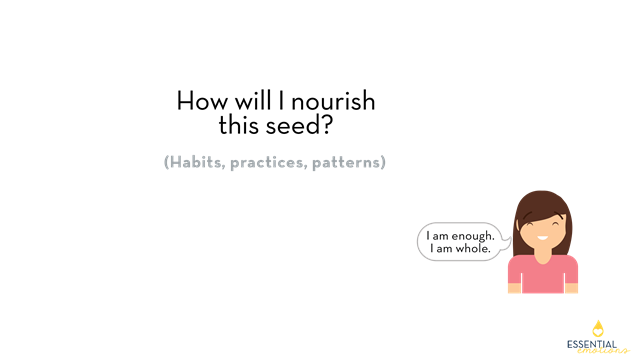 How will I nourish
this seed?
(Habits, practices, patterns)
I am enough.
I am whole.
ESSENTIAL
emotions